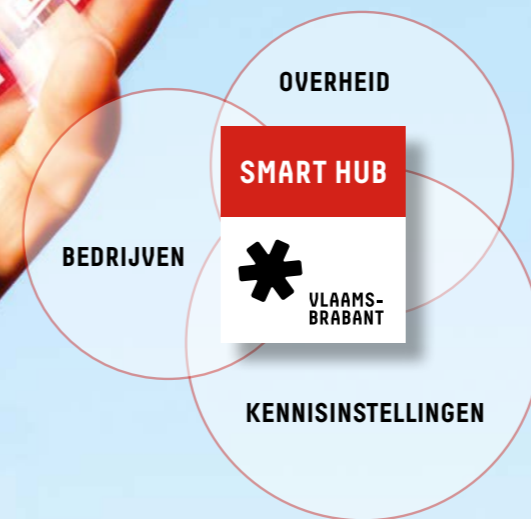 OVERHEID
SMART HUB
BEDRIJVEN
VLAAMS-
BRABANT
KENNISINSTELLINGEN